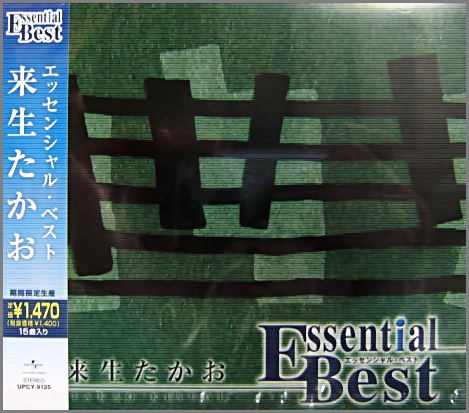 Essential
Best
エッセンシャル・ベスト
来生たかお
期間限定生産
定価¥1,470
(税抜価格¥1,400)
15曲入り
STEREO
UPCY-9125
来生たかお
Essential
エッセンシャル・ベスト
Best